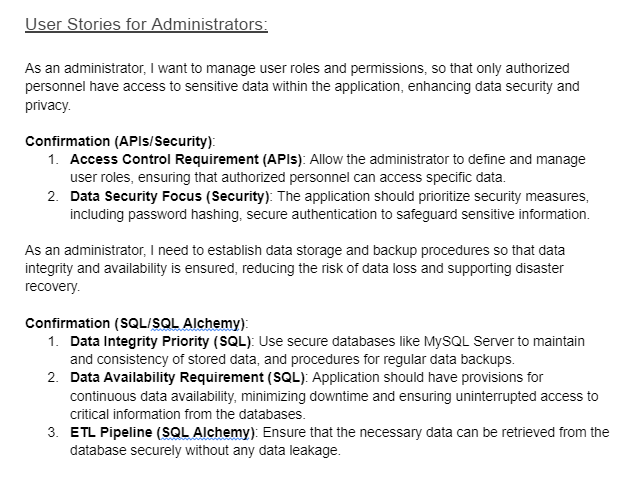 User Stories for Administrators:
As an administrator, I want to manage user roles and permissions, so that only authorized
personnel have access to sensitive data within the application, enhancing data security and
privacy.
Confirmation (APIs/Security):
1. Access Control Requirement (APIs): Allow the administrator to define and manage
user roles, ensuring that authorized personnel can access specific data.
2. Data Security Focus (Security): The application should prioritize security measures,
including password hashing, secure authentication to safeguard sensitive information.
As an administrator, I need to establish data storage and backup procedures so that data
integrity and availability is ensured, reducing the risk of data loss and supporting disaster
recovery.
Confirmation (SQL/SQL Alchemy):
1. Data Integrity Priority (SQL): Use secure databases like MySQL Server to maintain
and consistency of stored data, and procedures for regular data backups.
2. Data Availability Requirement (SQL): Application should have provisions for
continuous data availability, minimizing downtime and ensuring uninterrupted access to
critical information from the databases.
3. ETL Pipeline (SQL Alchemy): Ensure that the necessary data can be retrieved from the
database securely without any data leakage.